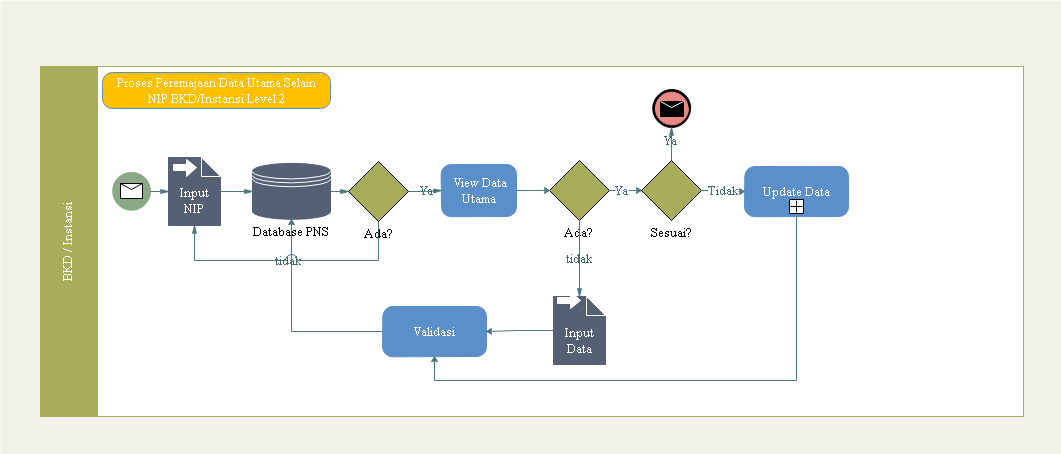 Proses Peremajaan Data Utama Selain
NIP BKD/Instansi Level 2
BKD / Instansi
Input
NIP
Database PNS
Ada?
Ya
tidak
View Data
Utama
Ada?
Ya
tidak
Sesuai?
Ya
Tidak
Update Data
Input
Data
Validasi